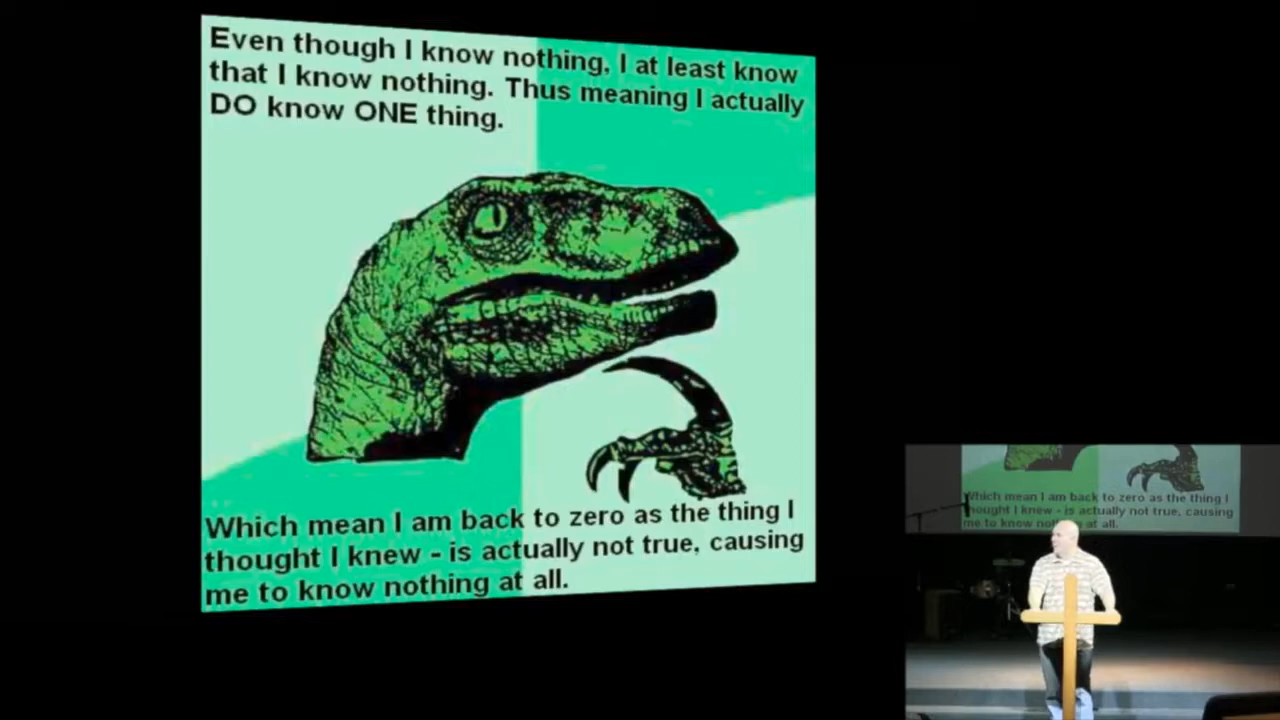 Even though I know nothing, I at least know
that I know nothing. Thus meaning I actually
DO know ONE thing.
Which mean I am back to zero as the thing I
thought I knew - is actually not true, causing
me to know nothing at all.
Which mean I am back to zero as the thing I
thought I knew - is actually not true, causing
me to know at all.